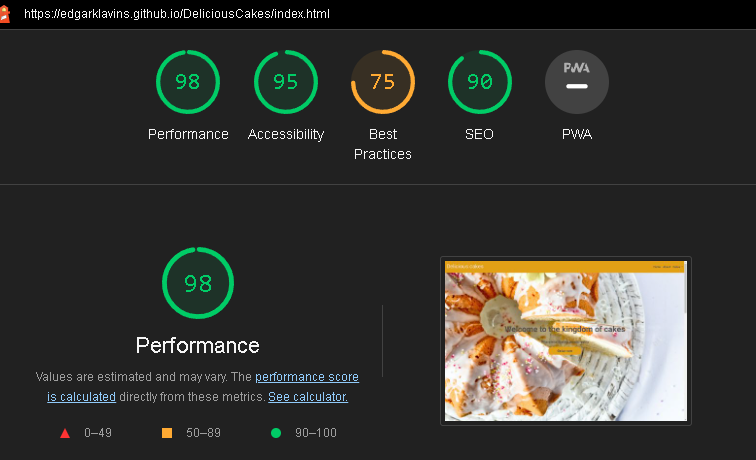 https://edgarklavins.github.io/DeliciousCakes/index.html
98
95
75
90
PWA
Performance
Accessibility
Best
Practices
SEO
PWA
98
Performance
Values are estimated and may vary. The performance score
is calculated directly from these metrics. See calculator.
0–49
50–89
90–100
Delicious cakes
Welcome to the kingdom of cakes